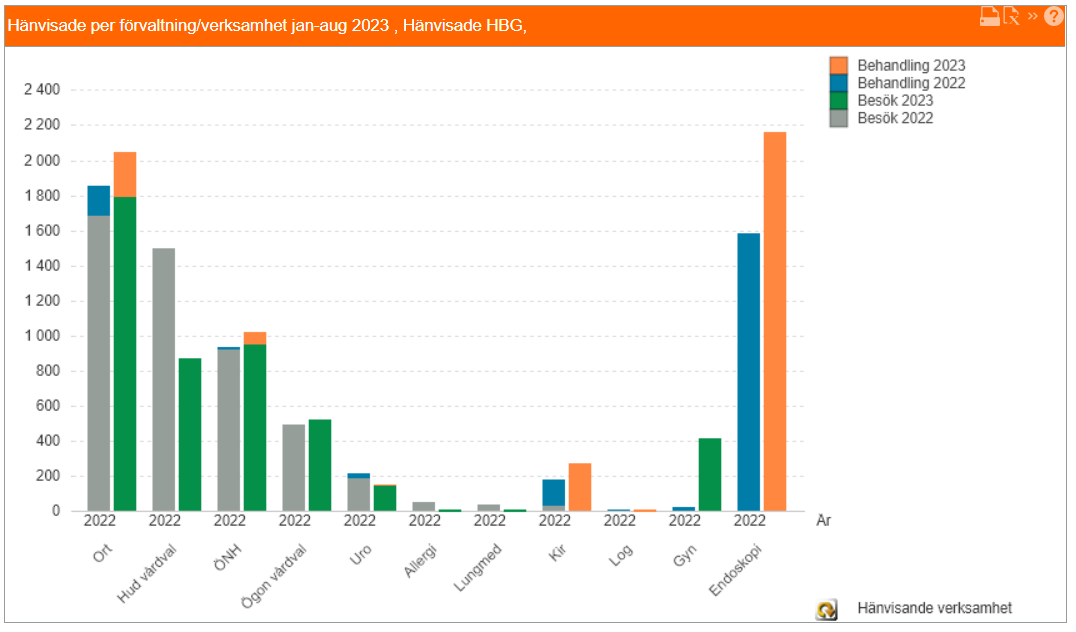 Hänvisade per förvaltning/verksamhet jan-aug 2023 , Hänvisade HBG,
» ?
Behandling 2023
Behandling 2022
Besök 2023
Besök 2022
2 400
2 200
2 000
1 800
1 600
1 400
1 200
1 000
800
600
400
200
0
2022 2022 2022 2022 2022 2022 2022 2022 2022 2022 2022 År
Ort Hud vårdval ÖNH Ögon vårdval Uro Allergi Lungmed Kir Log Gyn Endoskopi
Hänvisande verksamhet